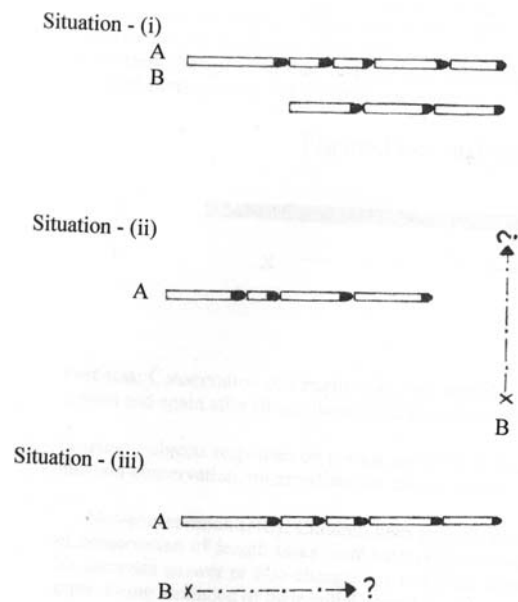 Situation - (i)
A
B
Situation - (ii)
?
A
B
x
Situation - (iii)
A
B x ?